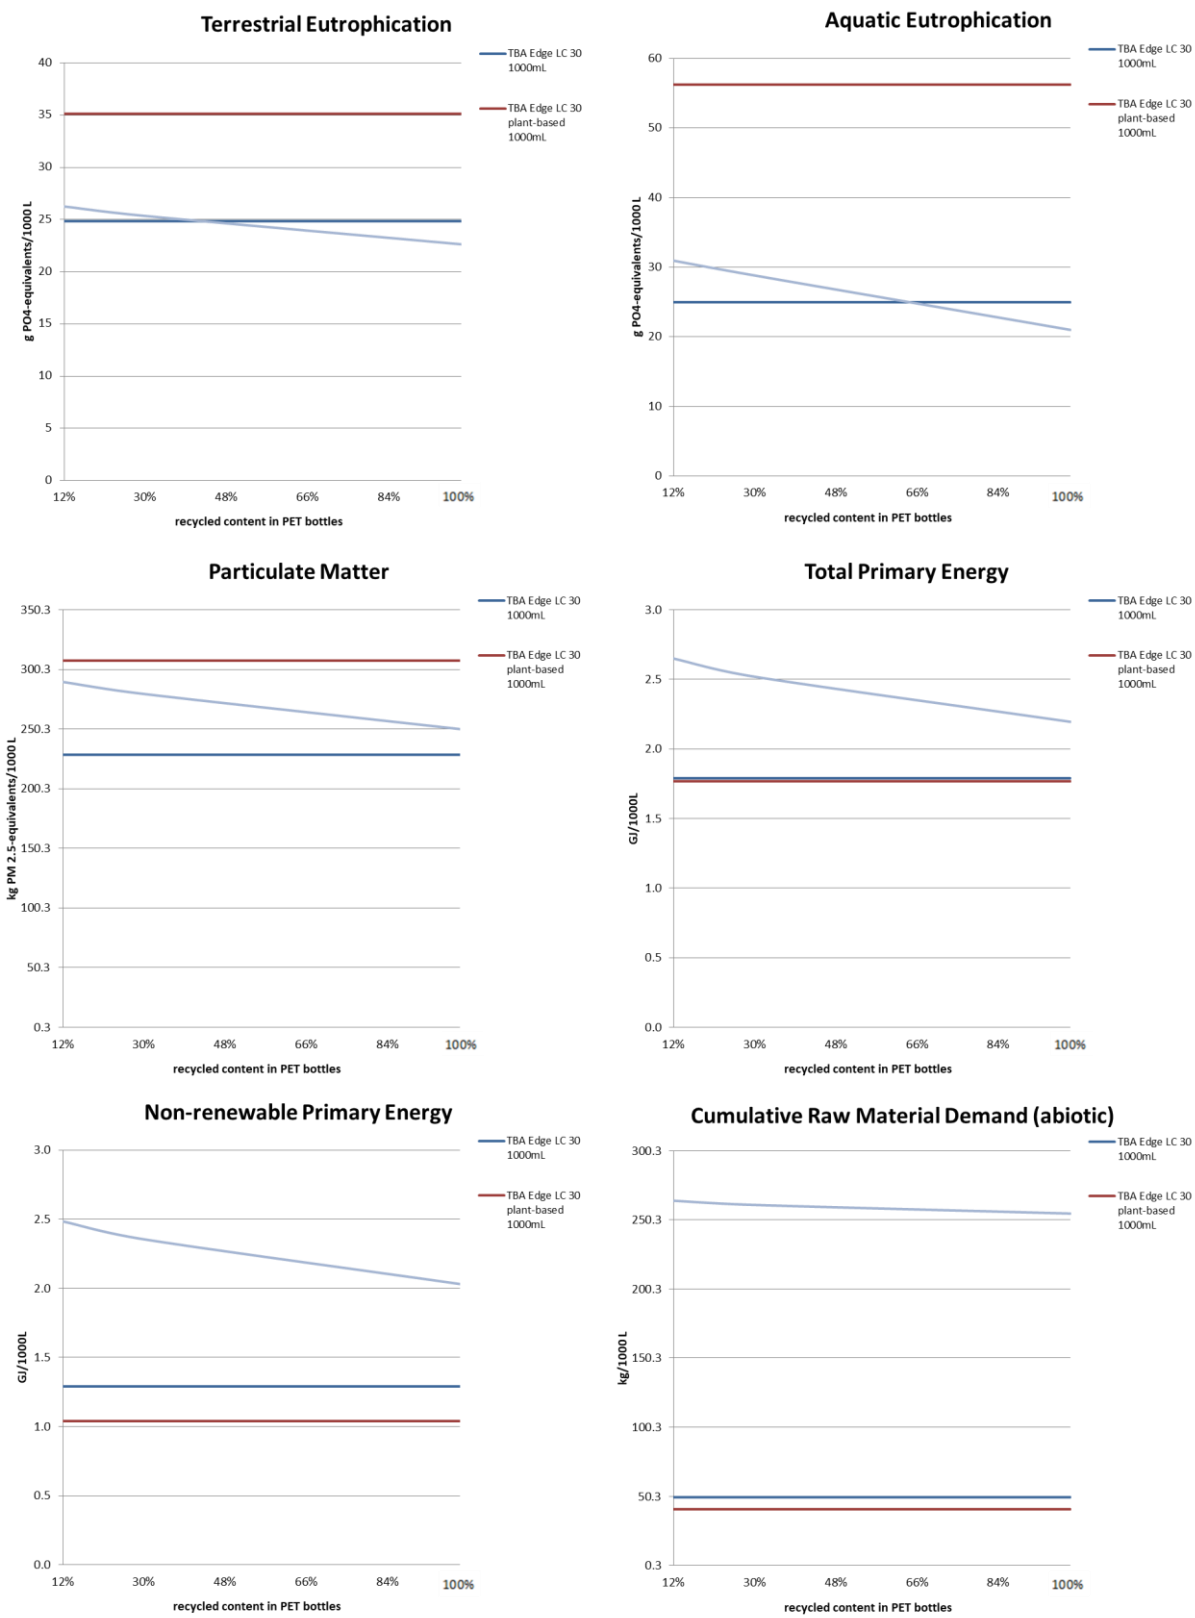 Terrestrial Eutrophication
TBA Edge LC 30
1000mL
TBA Edge LC 30
plant-based
1000mL
g PO4-equivalents/1000 L
40
35
30
25
20
15
10
5
0
12% 30% 48% 66% 84% 100%
recycled content in PET bottles
Aquatic Eutrophication
TBA Edge LC 30
1000mL
TBA Edge LC 30
plant-based
1000mL
g PO4-equivalents/1000 L
60
50
40
30
20
10
0
12% 30% 48% 66% 84% 100%
recycled content in PET bottles
Particulate Matter
TBA Edge LC 30
1000mL
TBA Edge LC 30
plant-based
1000mL
kg PM 2.5-equivalents/1000 L
350.3
300.3
250.3
200.3
150.3
100.3
50.3
0.3
12% 30% 48% 66% 84% 100%
recycled content in PET bottles
Total Primary Energy
TBA Edge LC 30
1000mL
TBA Edge LC 30
plant-based
1000mL
GJ/1000L
3.0
2.5
2.0
1.5
1.0
0.5
0.0
12% 30% 48% 66% 84% 100%
recycled content in PET bottles
Non-renewable Primary Energy
TBA Edge LC 30
1000mL
TBA Edge LC 30
plant-based
1000mL
GJ/1000L
3.0
2.5
2.0
1.5
1.0
0.5
0.0
12% 30% 48% 66% 84% 100%
recycled content in PET bottles
Cumulative Raw Material Demand (abiotic)
TBA Edge LC 30
1000mL
TBA Edge LC 30
plant-based
1000mL
kg/1000 L
300.3
250.3
200.3
150.3
100.3
50.3
0.3
12% 30% 48% 66% 84% 100%
recycled content in PET bottles